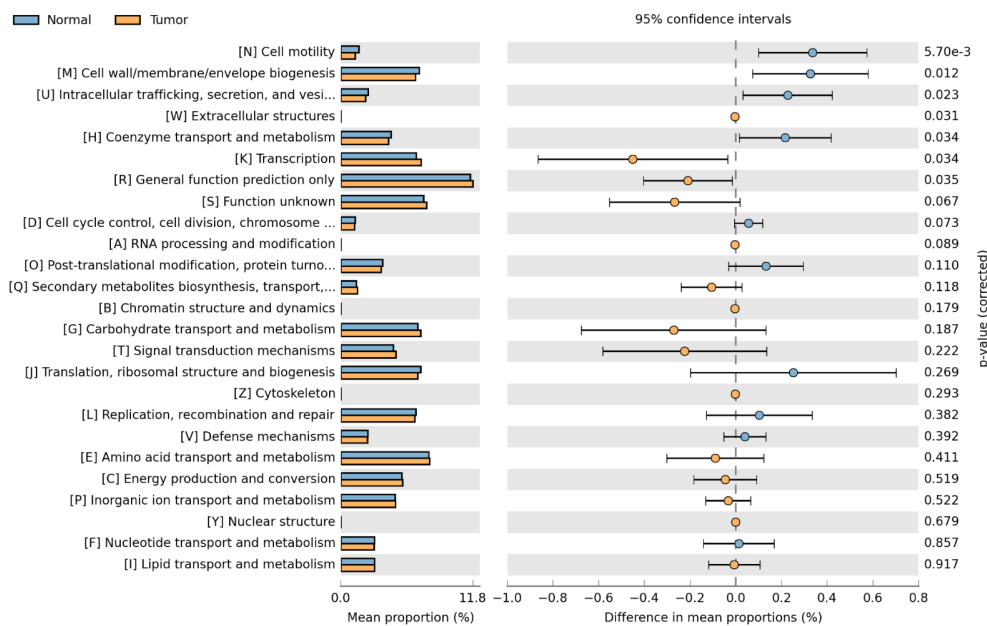 Normal Tumor
95% confidence intervals
[N] Cell motility 5.70e-3
[M] Cell wall/membrane/envelope biogenesis 0.012
[U] Intracellular trafficking, secretion, and vesi... 0.023
[W] Extracellular structures 0.031
[H] Coenzyme transport and metabolism 0.034
[K] Transcription 0.034
[R] General function prediction only 0.035
[S] Function unknown 0.067
[D] Cell cycle control, cell division, chromosome ... 0.073
[A] RNA processing and modification 0.089
[O] Post-translational modification, protein turno... 0.110
[Q] Secondary metabolites biosynthesis, transport,... 0.118
[B] Chromatin structure and dynamics 0.179
[G] Carbohydrate transport and metabolism 0.187
[T] Signal transduction mechanisms 0.222
[J] Translation, ribosomal structure and biogenesis 0.269
[Z] Cytoskeleton 0.293
[L] Replication, recombination and repair 0.382
[V] Defense mechanisms 0.392
[E] Amino acid transport and metabolism 0.411
[C] Energy production and conversion 0.519
[P] Inorganic ion transport and metabolism 0.522
[Y] Nuclear structure 0.679
[F] Nucleotide transport and metabolism 0.857
[I] Lipid transport and metabolism 0.917
p-value (corrected)
0.0 11.8 −1.0 −0.8 −0.6 −0.4 −0.2 0.0 0.2 0.4 0.6 0.8
Mean proportion (%) Difference in mean proportions (%)